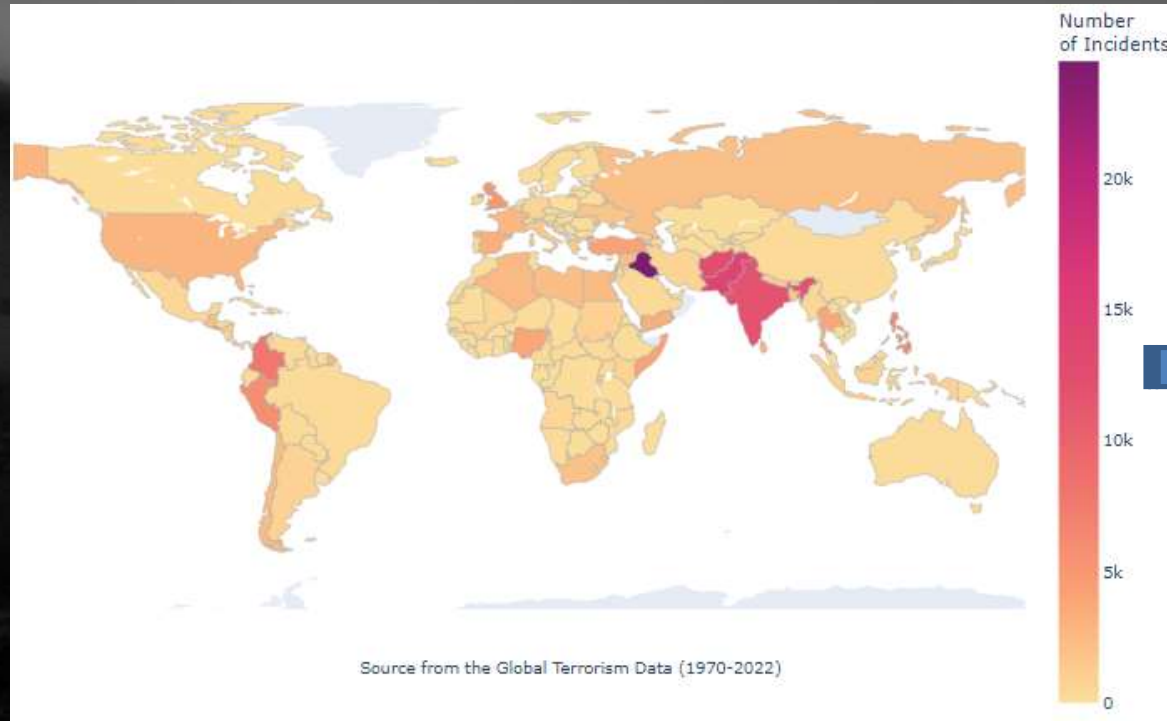 Number
of Incidents
20k
15k
10k
5k
0
Source from the Global Terrorism Data (1970-2022)